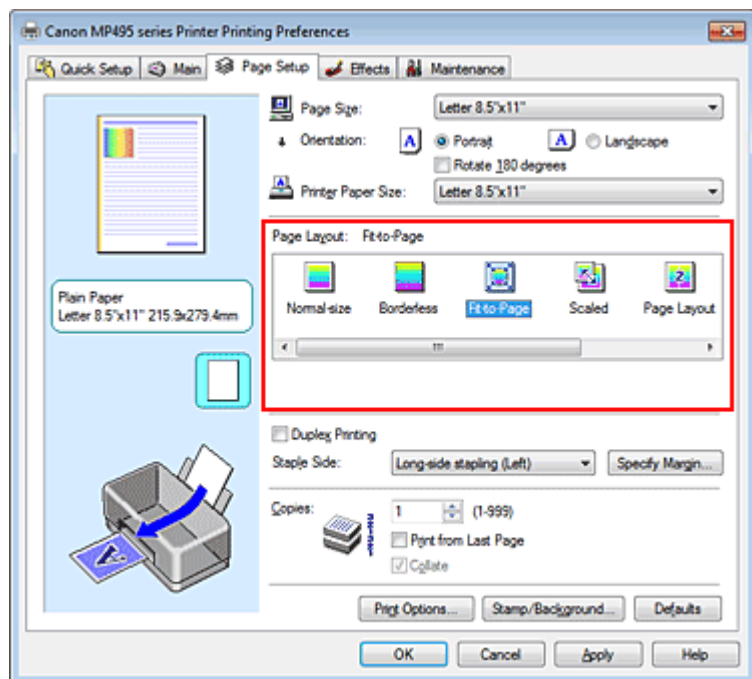 Canon MP495 series Printer Printing Preferences
Quick Setup Main Page Setup Effects Maintenance
Page Size: Letter 8.5"x11"
Orientation: A Portrait A Landscape
Rotate 180 degrees
Printer Paper Size: Letter 8.5"x11"
Page Layout: Fit-to-Page
Normal-size Borderless Fit-to-Page Scaled Page Layout
Plain Paper
Letter 8.5"x11" 215.9x279.4mm
Duplex Printing
Staple Side: Long-side stapling (Left) Specify Margin...
Copies: 1 (1-999)
Print from Last Page
Collate
Print Options... Stamp/Background... Defaults
OK Cancel Apply Help